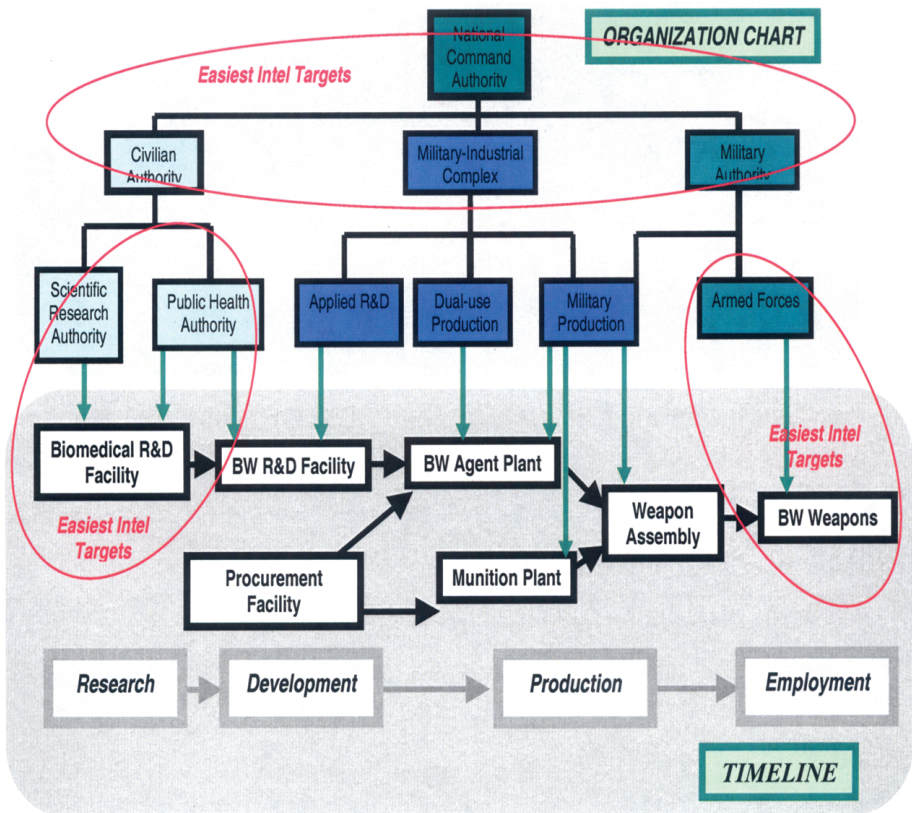 National
Command
Authority
ORGANIZATION CHART
Easiest Intel Targets
Civilian
Authority
Military-Industrial
Complex
Military
Authority
Scientific
Research
Authority
Public Health
Authority
Applied R&D
Dual-use
Production
Military
Production
Armed Forces
Biomedical R&D
Facility
BW R&D Facility
BW Agent Plant
Easiest Intel
Targets
Weapon
Assembly
BW Weapons
Easiest Intel
Targets
Procurement
Facility
Munition Plant
Research
Development
Production
Employment
TIMELINE